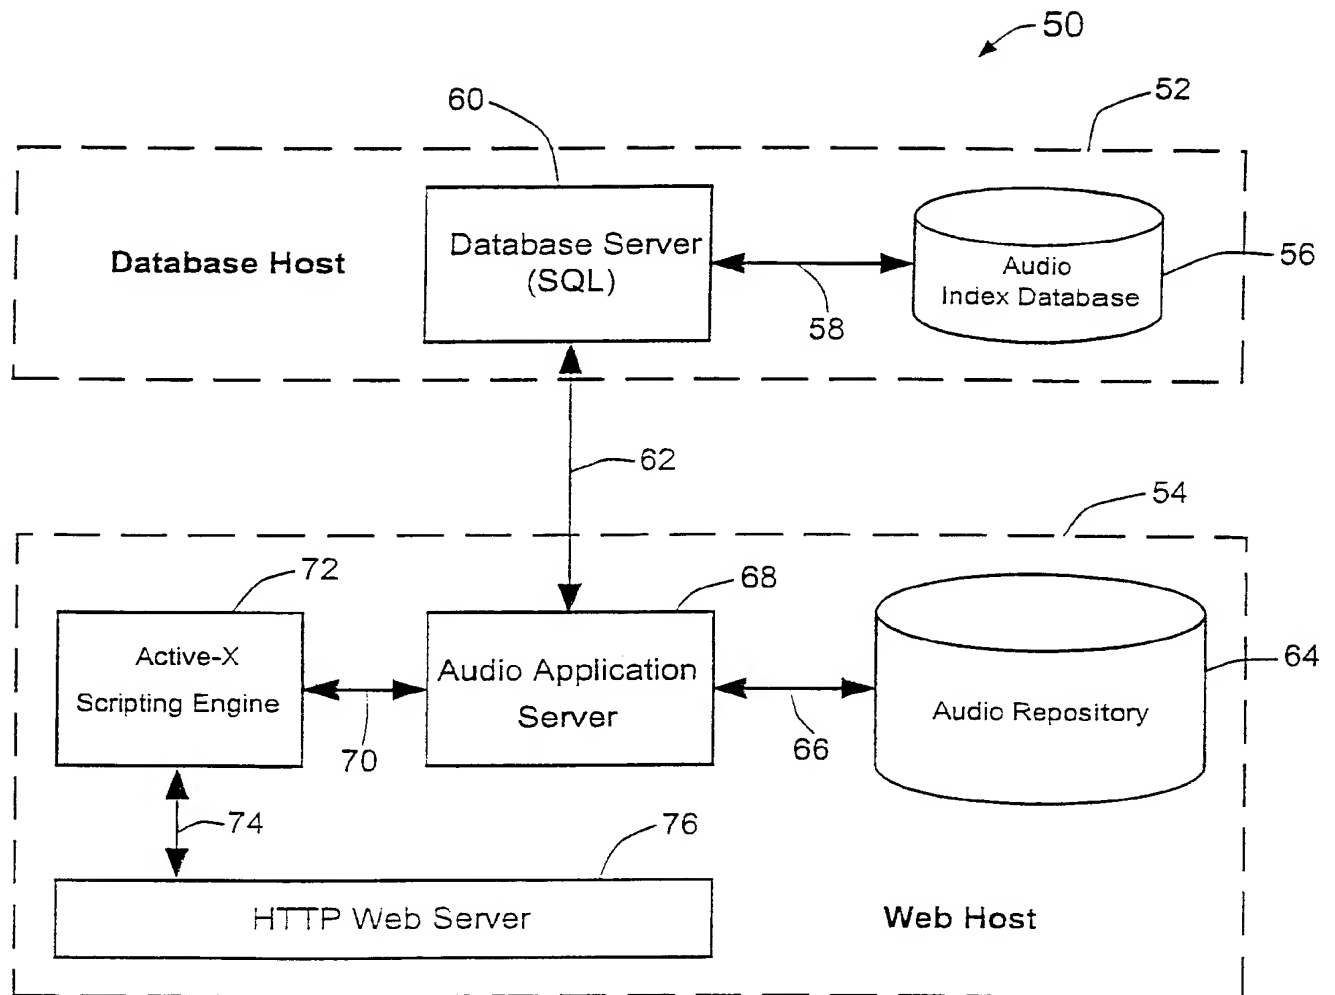 50
52
60
Database Host
Database Server
(SQL)
Audio
Index Database
56
58
62
54
72
68
Active-X
Scripting Engine
Audio Application
Server
Audio Repository
64
70
66
74
76
HTTP Web Server
Web Host